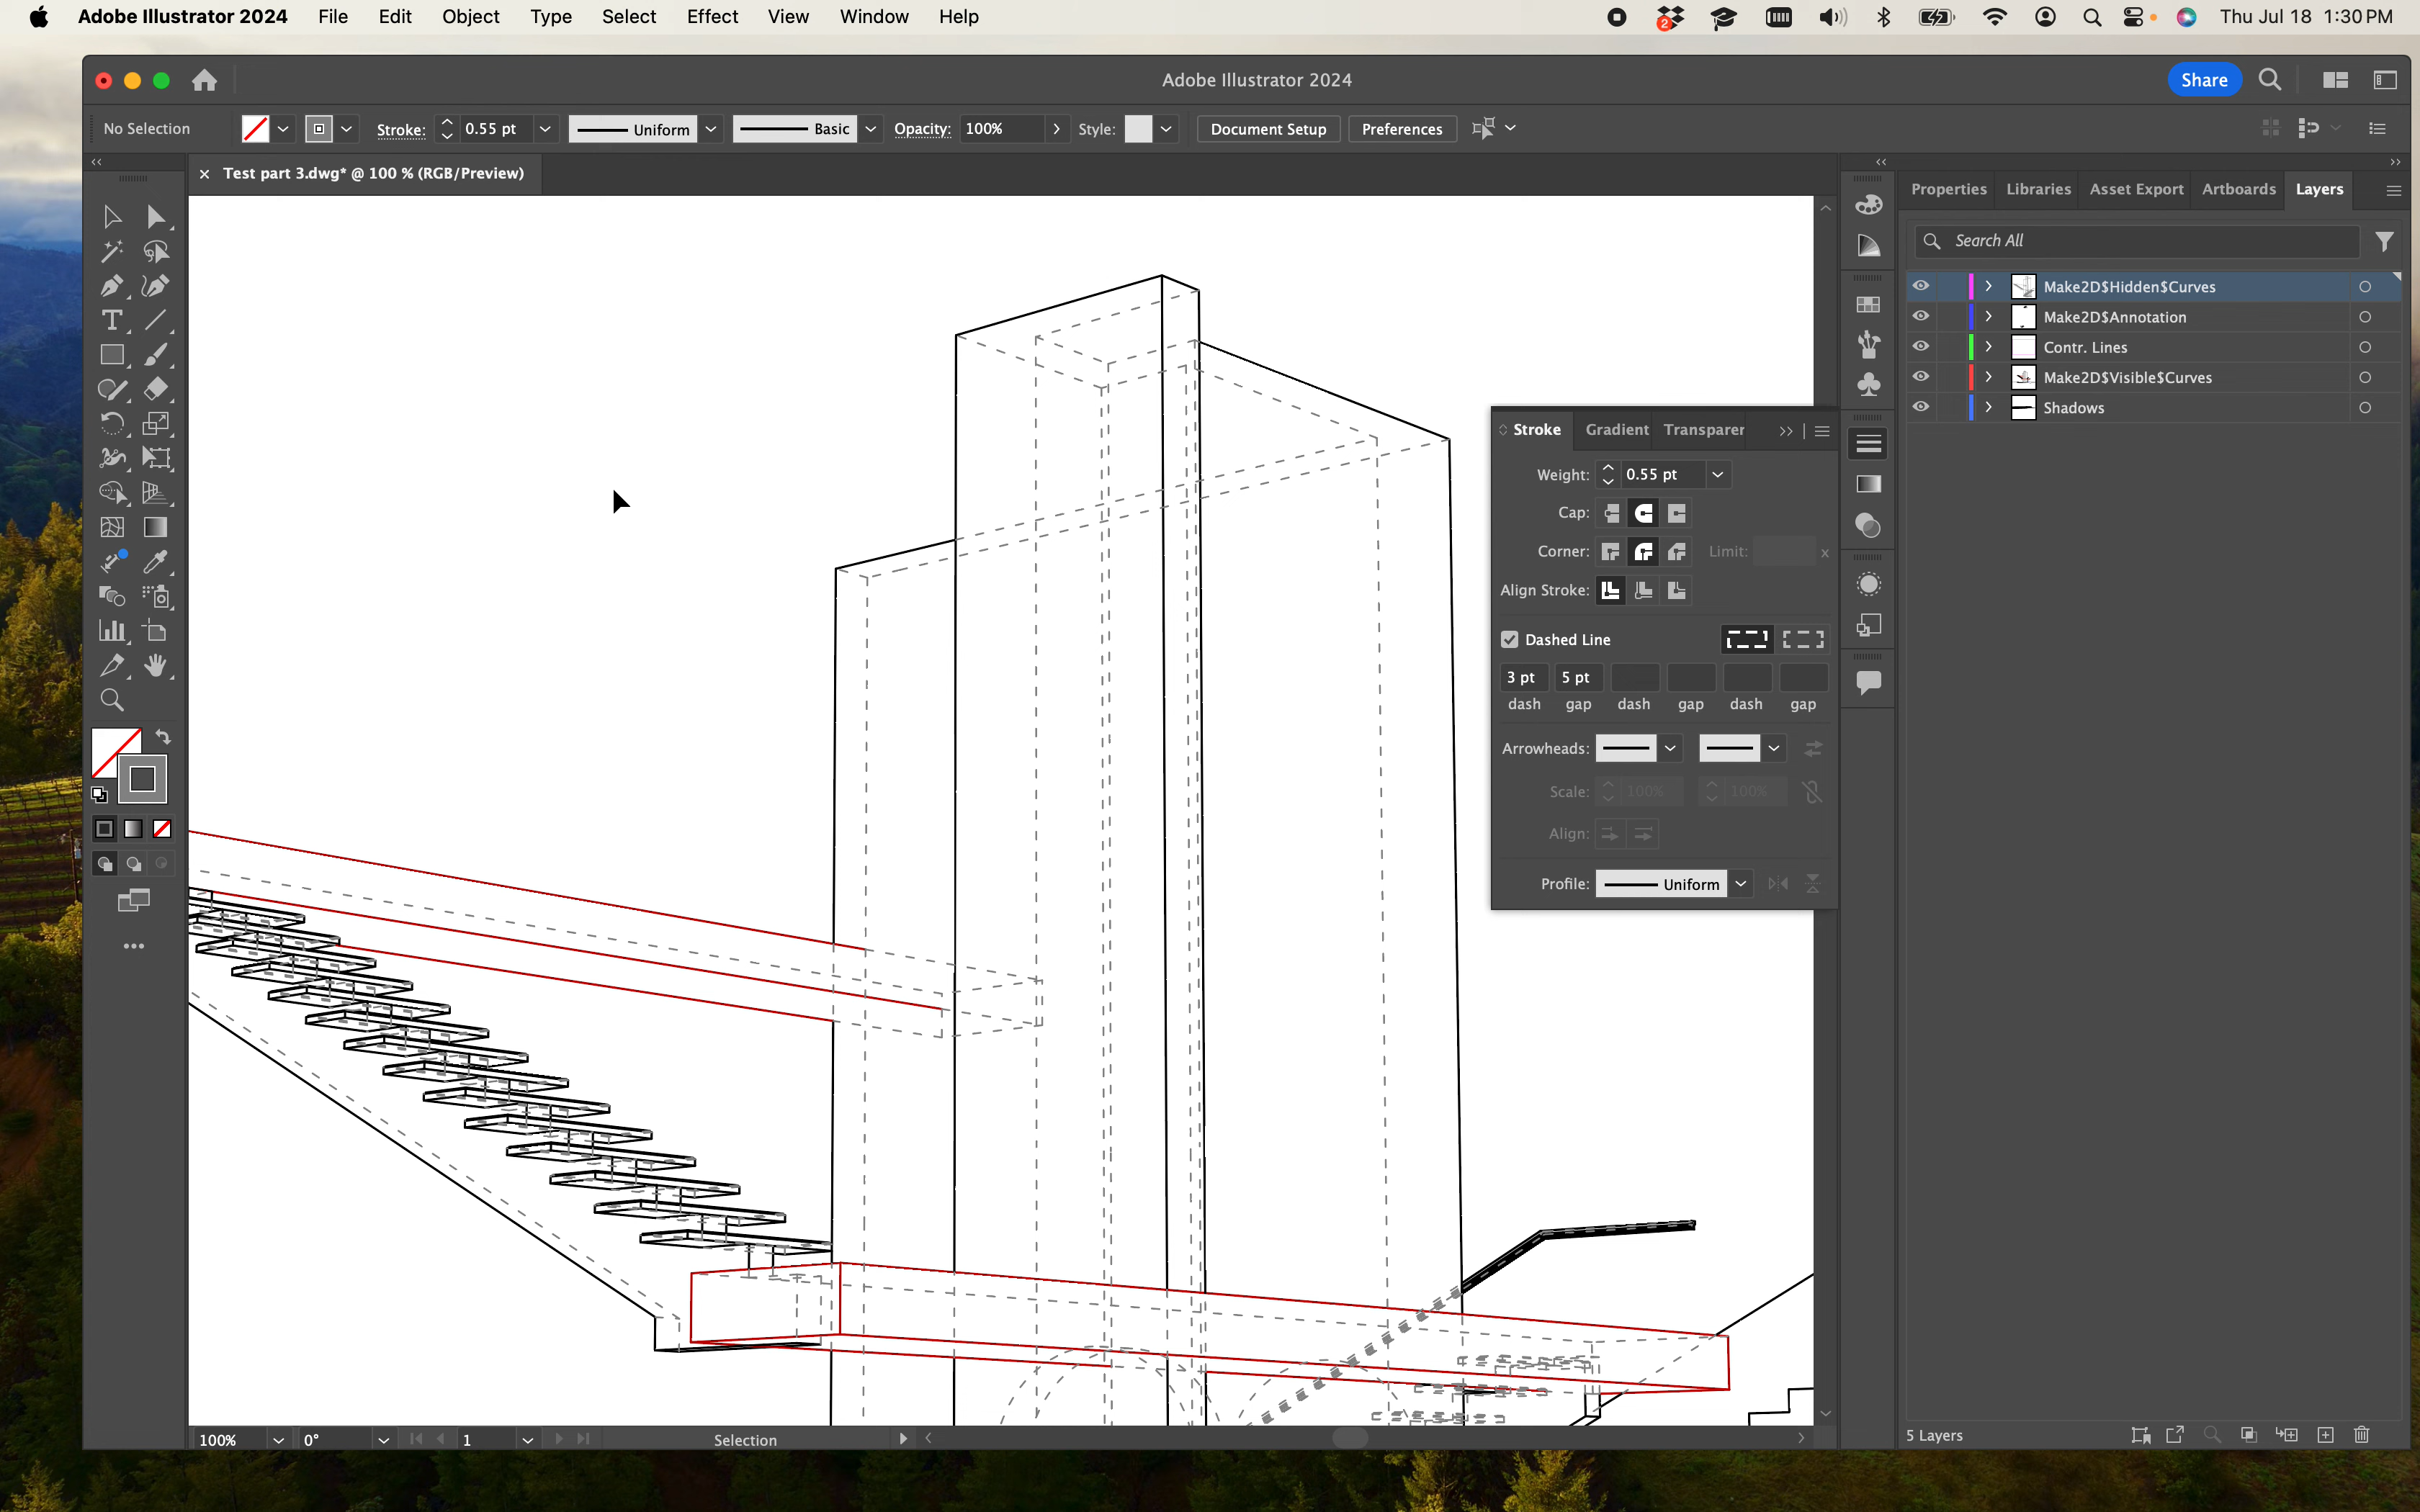 Adobe Illustrator 2024 File Edit Object Type Select Effect View Window Help 2 Thu Jul 18 1:30 PM
Adobe Illustrator 2024 Share
No Selection Stroke: 0.55 pt Uniform Basic Opacity: 100% Style: Document Setup Preferences
× Test part 3.dwg* @ 100 % (RGB/Preview)
Properties Libraries Asset Export Artboards Layers
Search All
Make2D$Hidden$Curves
Make2D$Annotation
Contr. Lines
Make2D$Visible$Curves
Shadows
Stroke Gradient Transparer
Weight: 0.55 pt
Cap:
Corner: Limit: x
Align Stroke:
Dashed Line
3 pt 5 pt
dash gap dash gap dash gap
Arrowheads:
Scale: 100% 100%
Align:
Profile: Uniform
100% 0° 1 Selection
5 Layers